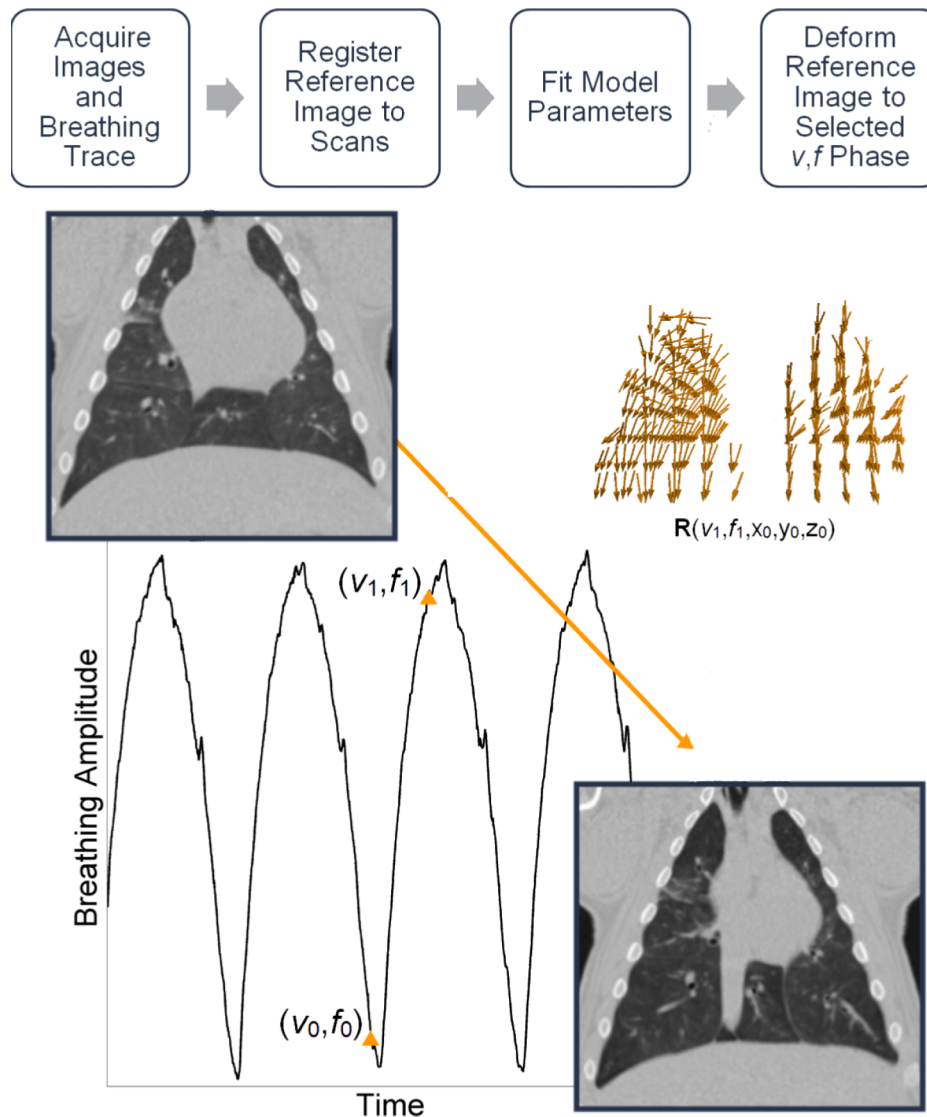 Acquire
Images
and
Breathing
Trace
Register
Reference
Image to
Scans
Fit Model
Parameters
Deform
Reference
Image to
Selected
v,f Phase
R(v₁,f₁,x₀,y₀,z₀)
(v₁,f₁)
Breathing Amplitude
(v₀,f₀)
Time